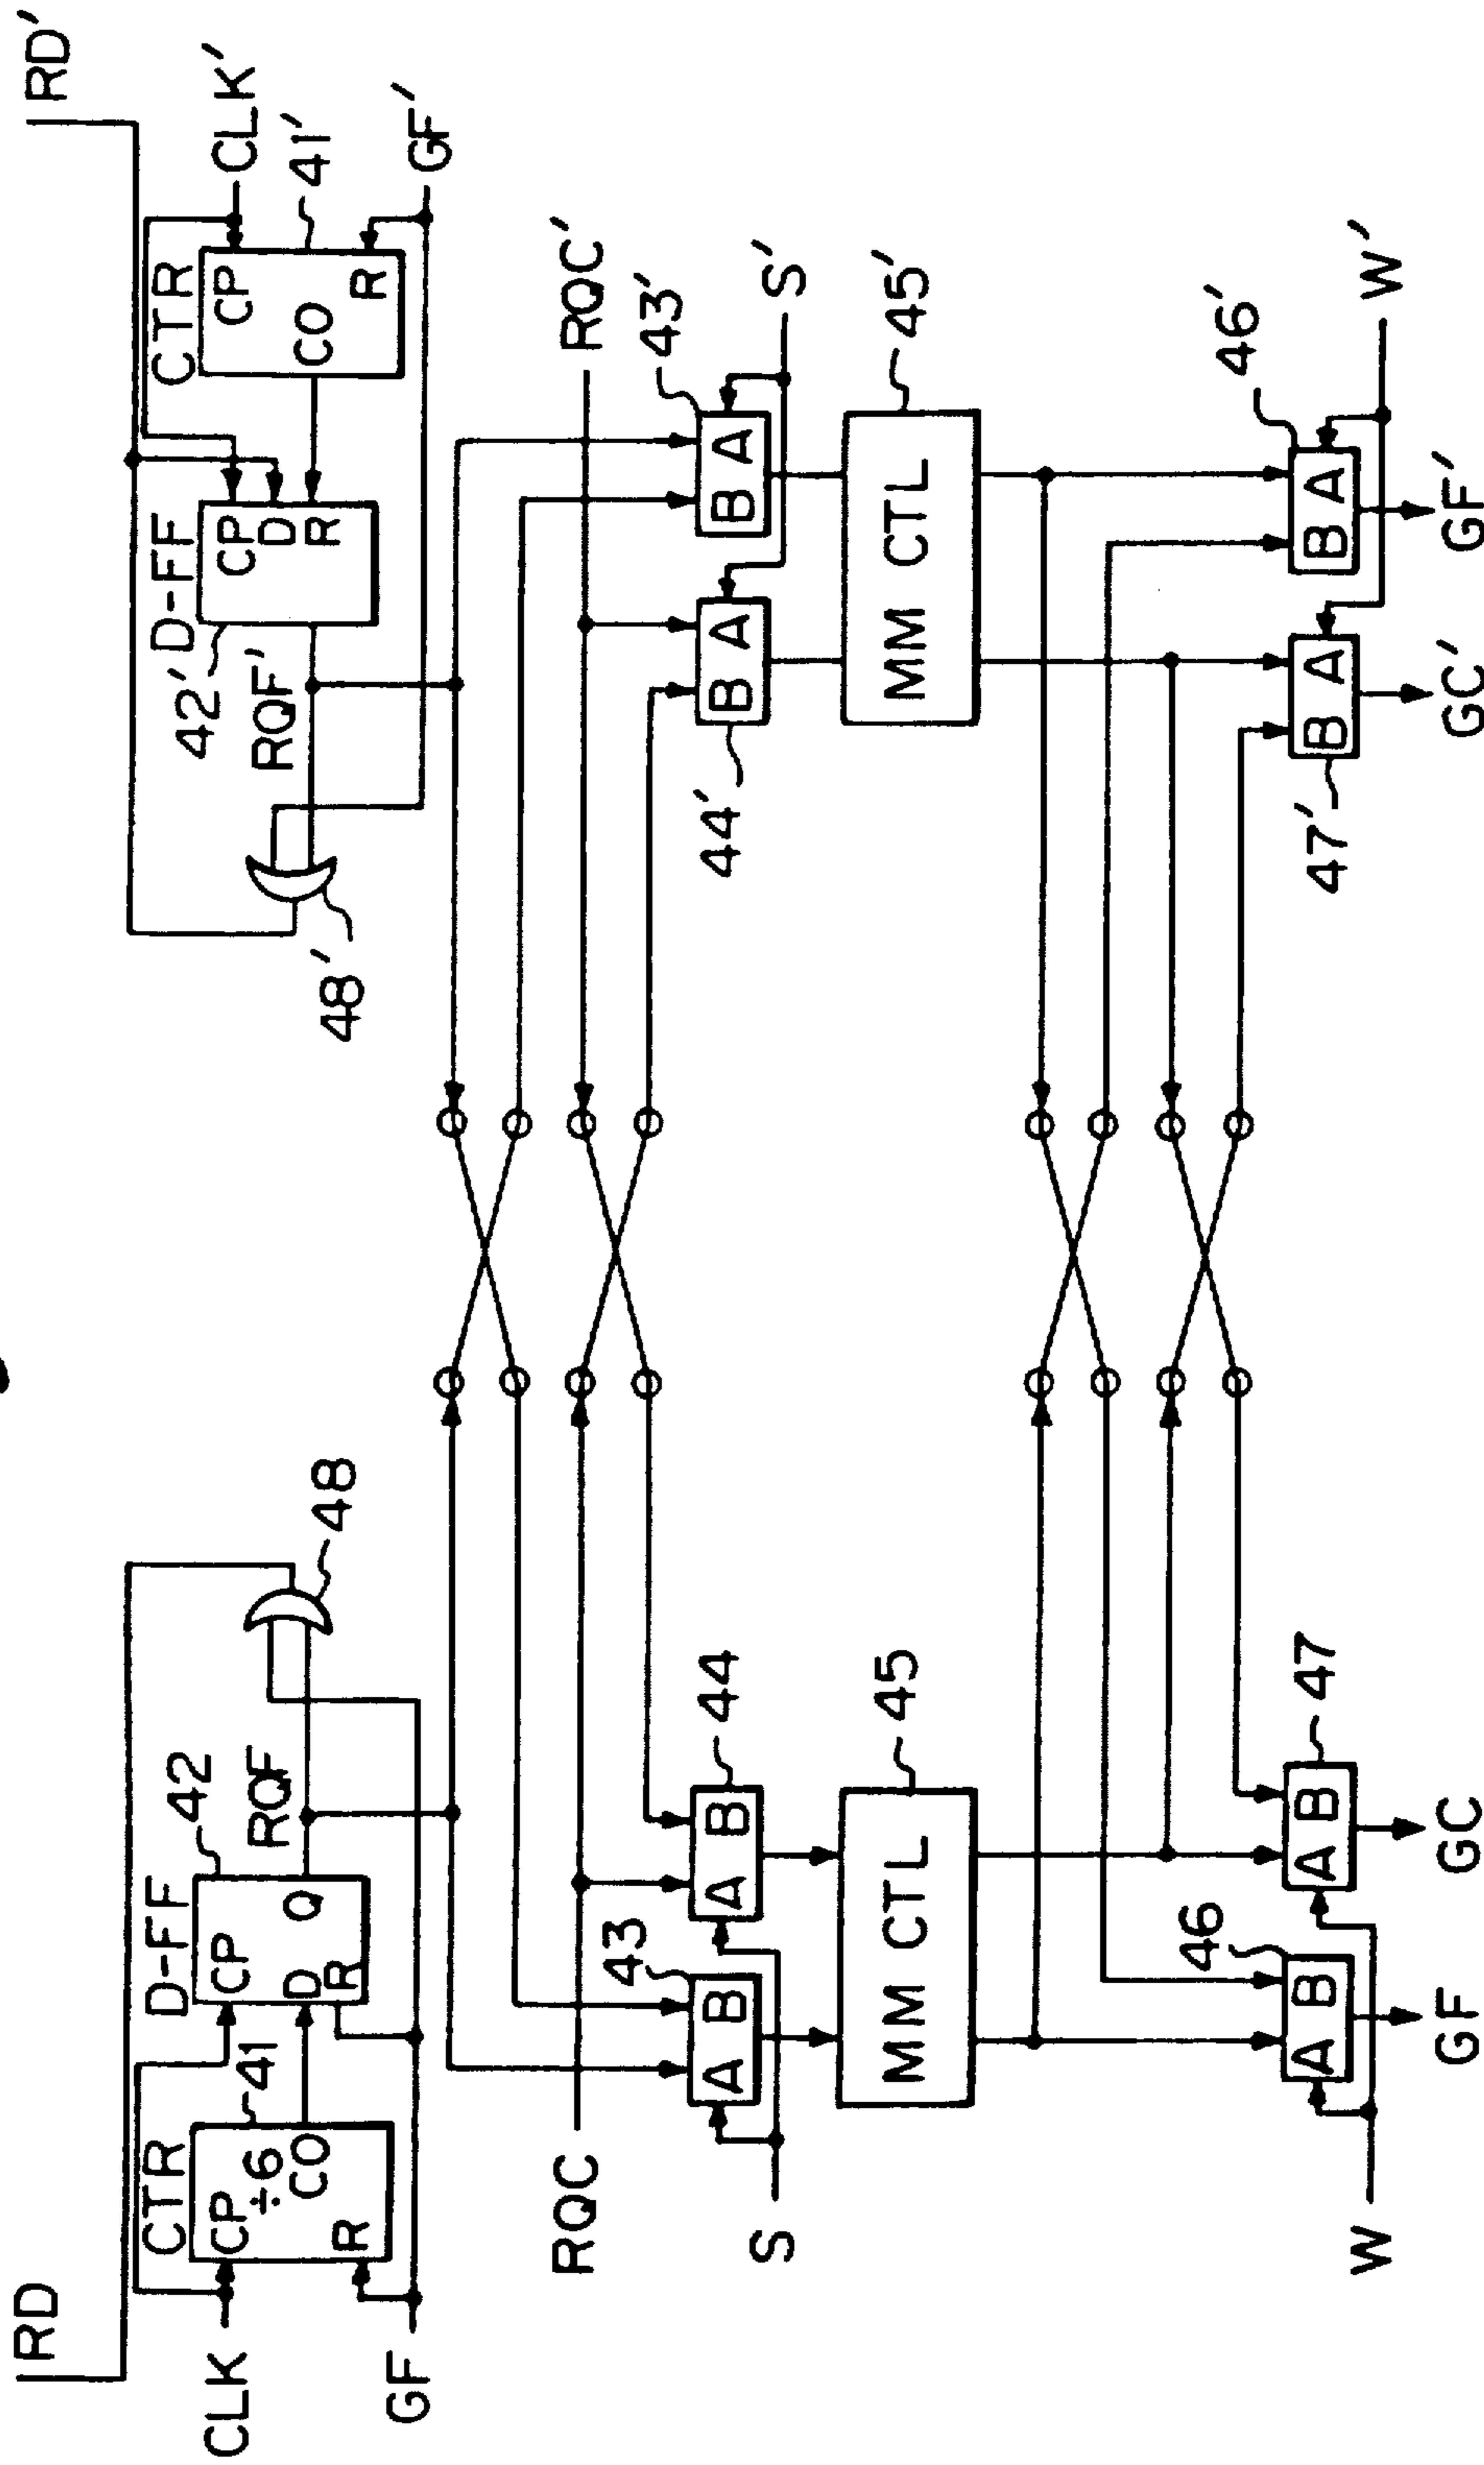 RD
RD'
CTR
CP
÷6
CO
R
41
D-FF
CP
D
Q
R
42
RQF
48
CLK
GF
48'
42'
RQF'
D-FF
CP
D
R
CTR
CP
CO
R
CLK'
41'
GF'
RQC
RQC'
43
A B
44
A B
S
44'
B A
43'
B A
S'
MM CTL
45
MM CTL
45'
46
A B
47
A B
W
47'
B A
46'
B A
W'
GF
GC
GC'
GF'